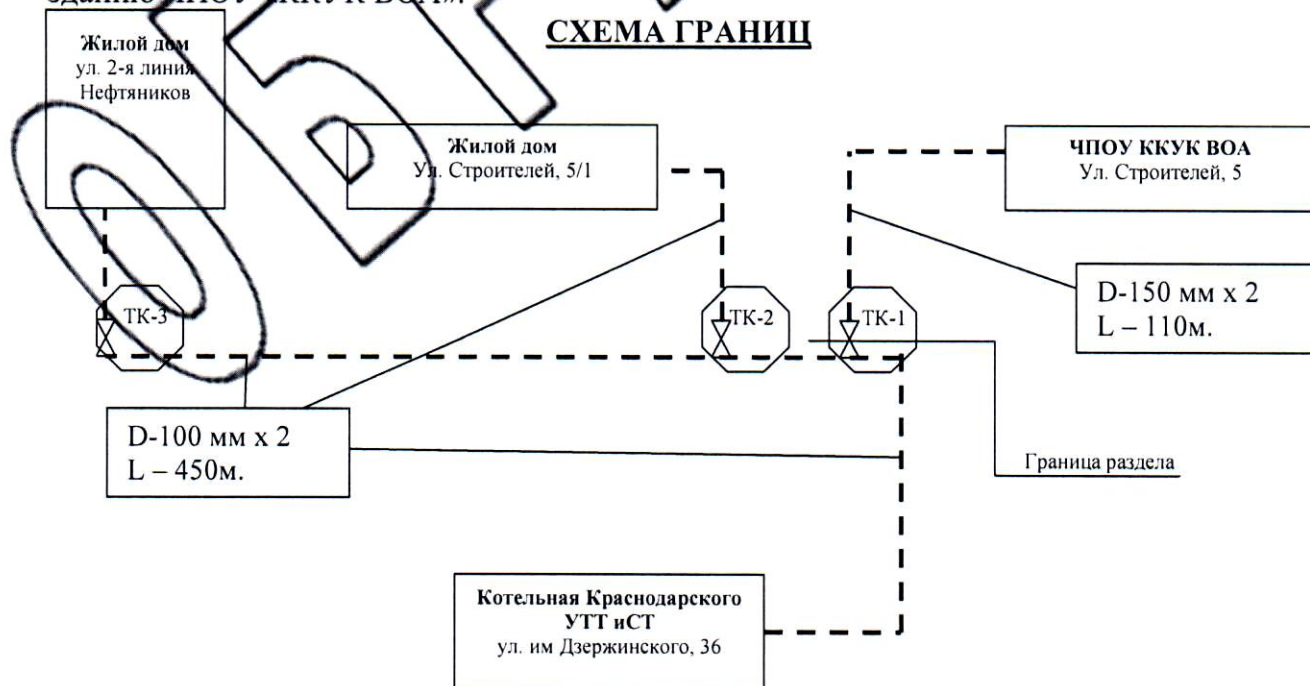 ККУК ВОА».
СХЕМА ГРАНИЦ
Жилой дом
ул. 2-я линия
Нефтяников
Жилой дом
Ул. Строителей, 5/1
ЧПОУ ККУК ВОА
Ул. Строителей, 5
ТК-3
ТК-2
ТК-1
D-150 мм х 2
L – 110м.
D-100 мм х 2
L – 450м.
Граница раздела
Котельная Краснодарского
УТТ иСТ
ул. им Дзержинского, 36